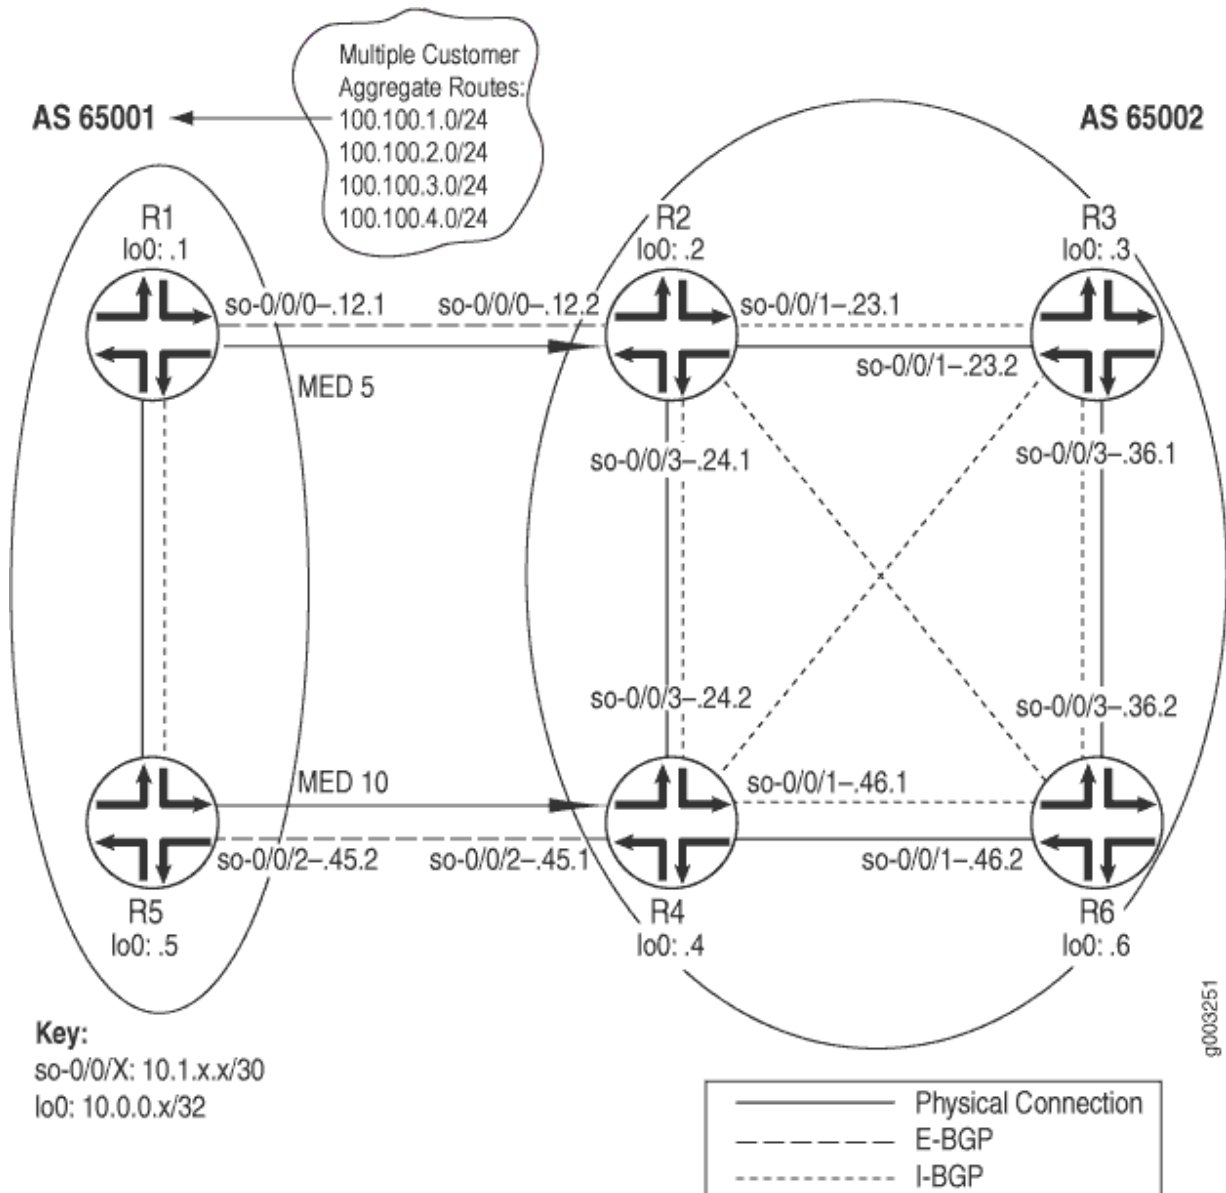 Multiple Customer
Aggregate Routes:
AS 65001
100.100.1.0/24
AS 65002
100.100.2.0/24
100.100.3.0/24
100.100.4.0/24
R1
lo0: .1
R2
lo0: .2
R3
lo0: .3
so-0/0/0–.12.1
so-0/0/0–.12.2
so-0/0/1–.23.1
MED 5
so-0/0/1–.23.2
so-0/0/3–.24.1
so-0/0/3–.36.1
so-0/0/3–.24.2
so-0/0/3–.36.2
MED 10
so-0/0/1–.46.1
so-0/0/2–.45.2
so-0/0/2–.45.1
so-0/0/1–.46.2
R5
lo0: .5
R4
lo0: .4
R6
lo0: .6
Key:
so-0/0/X: 10.1.x.x/30
lo0: 10.0.0.x/32
g003251
Physical Connection
E-BGP
I-BGP